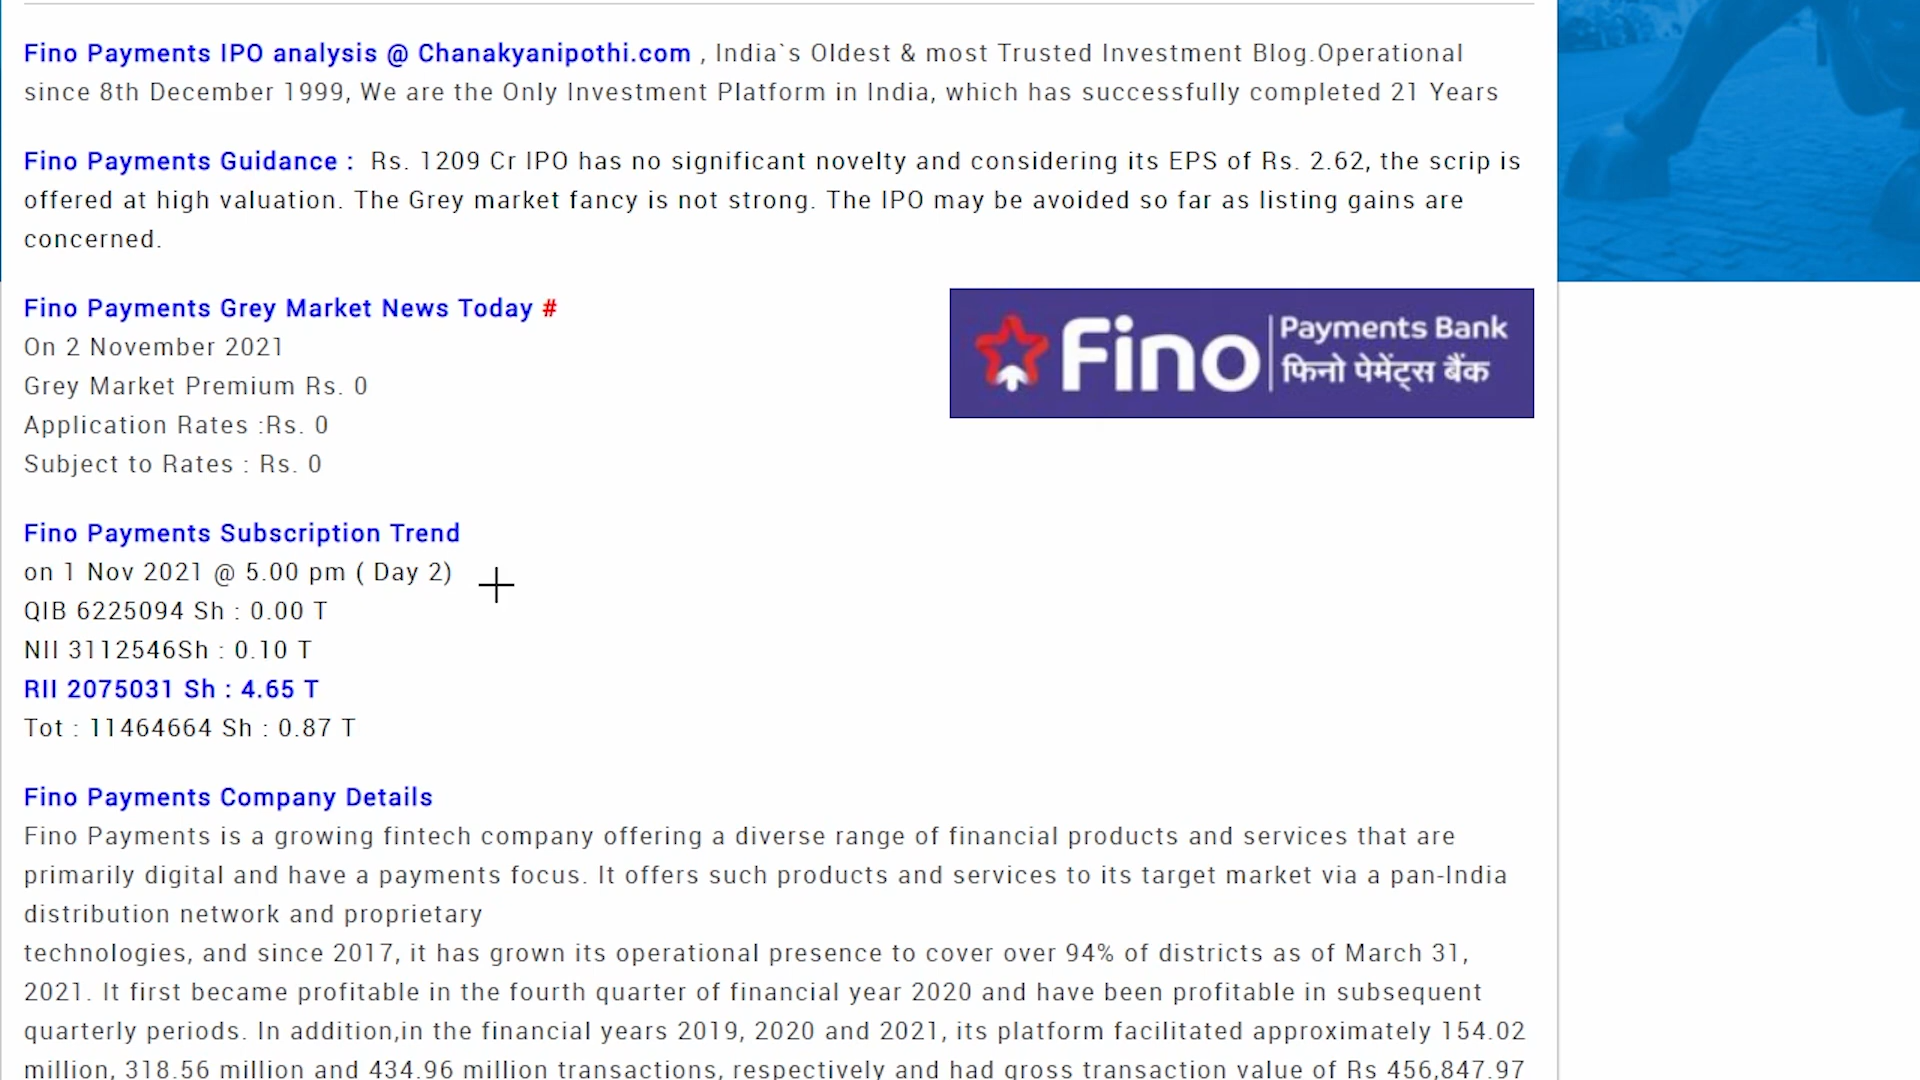 Fino Payments IPO analysis @ Chanakyanipothi.com , India`s Oldest & most Trusted Investment Blog.Operational
since 8th December 1999, We are the Only Investment Platform in India, which has successfully completed 21 Years
Fino Payments Guidance : Rs. 1209 Cr IPO has no significant novelty and considering its EPS of Rs. 2.62, the scrip is
offered at high valuation. The Grey market fancy is not strong. The IPO may be avoided so far as listing gains are
concerned.
Fino Payments Grey Market News Today #
On 2 November 2021
Grey Market Premium Rs. 0
Application Rates :Rs. 0
Subject to Rates : Rs. 0
Fino
Payments Bank
फिनो पेमेंट्स बैंक
Fino Payments Subscription Trend
on 1 Nov 2021 @ 5.00 pm ( Day 2)
QIB 6225094 Sh : 0.00 T
NII 3112546Sh : 0.10 T
RII 2075031 Sh : 4.65 T
Tot : 11464664 Sh : 0.87 T
Fino Payments Company Details
Fino Payments is a growing fintech company offering a diverse range of financial products and services that are
primarily digital and have a payments focus. It offers such products and services to its target market via a pan-India
distribution network and proprietary
technologies, and since 2017, it has grown its operational presence to cover over 94% of districts as of March 31,
2021. It first became profitable in the fourth quarter of financial year 2020 and have been profitable in subsequent
quarterly periods. In addition,in the financial years 2019, 2020 and 2021, its platform facilitated approximately 154.02
million, 318.56 million and 434.96 million transactions, respectively and had gross transaction value of Rs 456,847.97